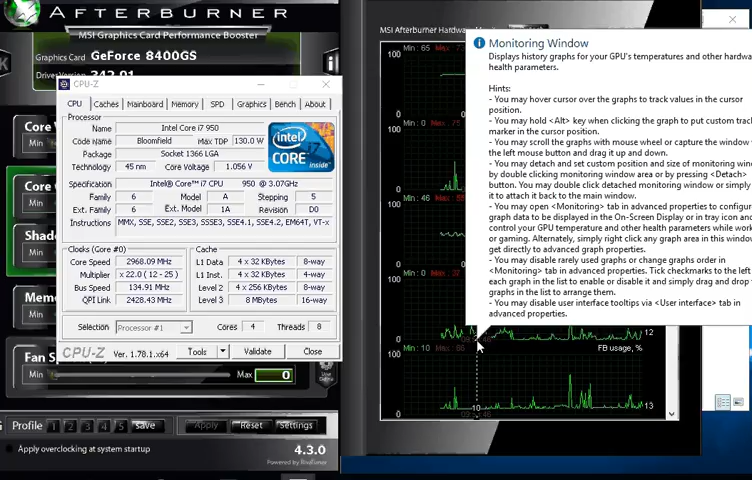 AFTERBURNER
MSI Graphics Card Performance Booster
Graphics Card GeForce 8400GS
Driver Version 342.01
Core V
Core C
Shad
Mem
Fan S
Min
Min
Min
Min
Max 0
Profile 1 2 3 4 5 Save
Apply Reset Settings
Apply overclocking at system startup
4.3.0
Powered by RivaTuner
CPU-Z
CPU Caches Mainboard Memory SPD Graphics Bench About
Processor
Name Intel Core i7 950
Code Name Bloomfield Max TDP 130.0 W
Package Socket 1366 LGA
Technology 45 nm Core Voltage 1.056 V
intel
CORE
inside™
Specification Intel® Core™ i7 CPU 950 @ 3.07GHz
Family 6 Model A Stepping 5
Ext. Family 6 Ext. Model 1A Revision D0
Instructions MMX, SSE, SSE2, SSE3, SSSE3, SSE4.1, SSE4.2, EM64T, VT-x
Clocks (Core #0)
Core Speed 2968.09 MHz
Multiplier x 22.0 (12 - 25)
Bus Speed 134.91 MHz
QPI Link 2428.43 MHz
Cache
L1 Data 4 x 32 KBytes 8-way
L1 Inst. 4 x 32 KBytes 4-way
Level 2 4 x 256 KBytes 8-way
Level 3 8 MBytes 16-way
Selection Processor #1 Cores 4 Threads 8
CPU-Z Ver. 1.78.1.x64 Tools Validate Close
MSI Afterburner Hardw
Min : 65
100
0
Min : 0
100
0
Min : 46
100
0
Min : 0
100
0
12
FB usage, %
Min : 10
100
0
10
13
Monitoring Window
Displays history graphs for your GPU's temperatures and other hardwa
health parameters.
Hints:
- You may hover cursor over the graphs to track values in the cursor
position.
- You may hold <Alt> key when clicking the graph to put custom track
marker in the cursor position.
- You may scroll the graphs with mouse wheel or capture the window
the left mouse button and drag it up and down.
- You may detach and set custom position and size of monitoring wind
by double clicking monitoring window area or by pressing <Detach>
button. You may double click detached monitoring window or simply
it to attach it back to the main window.
- You may open <Monitoring> tab in advanced properties to configure
graph data to be displayed in the On-Screen Display or in tray icon and
control your GPU temperature and other health parameters while work
or gaming. Alternately, simply right click any graph area in this window
get directly to advanced graph properties.
- You may disable rarely used graphs or change graphs order in
<Monitoring> tab in advanced properties. Tick checkmarks to the left
each graph in the list to enable or disable it and simply drag and drop
graphs in the list to arrange them.
- You may disable user interface tooltips via <User interface> tab in
advanced properties.